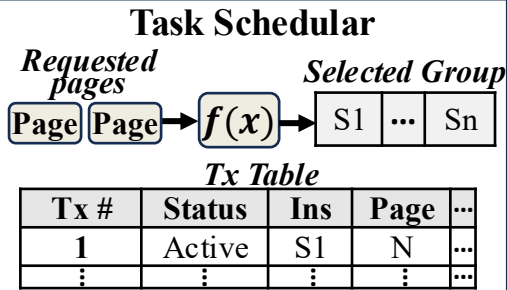 Task Schedular
Requested
pages
Selected Group
Page Page f(x) S1 ... Sn
Tx Table
Tx # Status Ins Page ...
1 Active S1 N ...
⋮ ⋮ ⋮ ⋮ ...